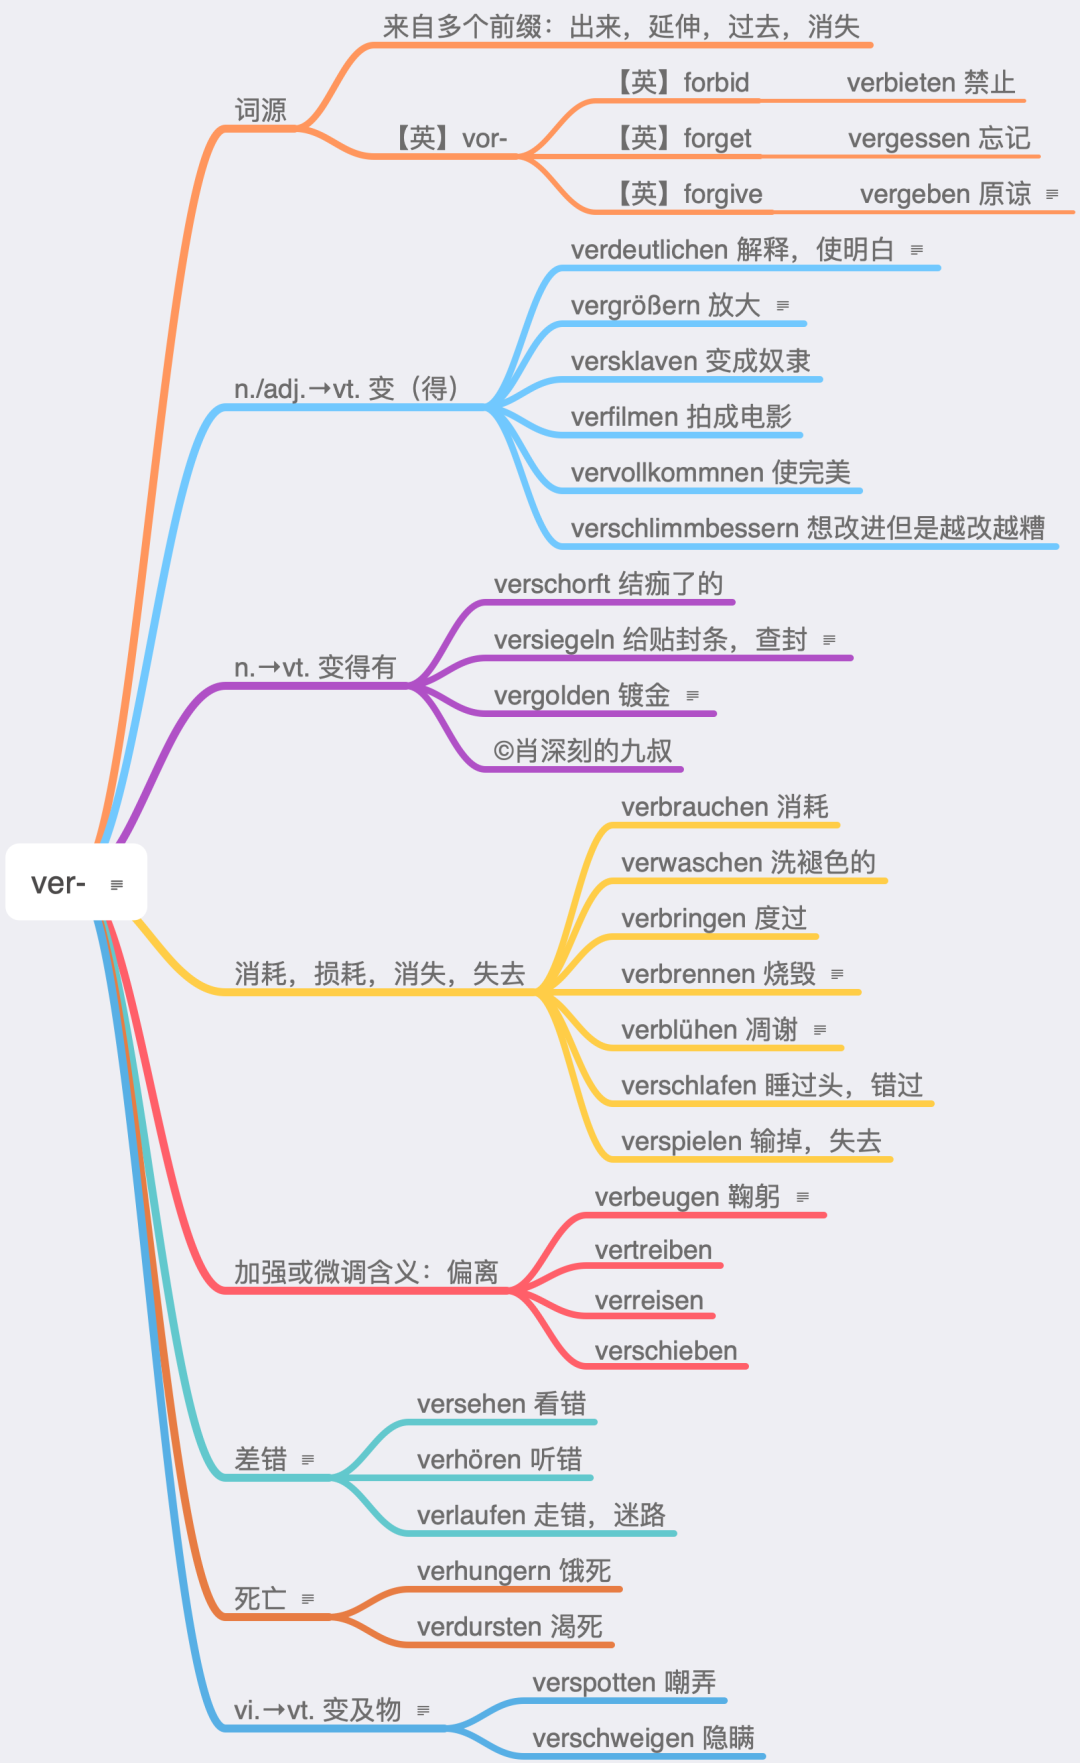 来自多个前缀：出来，延伸，过去，消失
词源
【英】vor-
【英】forbid
verbieten 禁止
【英】forget
vergessen 忘记
【英】forgive
vergeben 原谅
n./adj.→vt. 变（得）
verdeutlichen 解释，使明白
vergrößern 放大
versklaven 变成奴隶
verfilmen 拍成电影
vervollkommnen 使完美
verschlimmbessern 想改进但是越改越糟
n.→vt. 变得有
verschorft 结痂了的
versiegeln 给贴封条，查封
vergolden 镀金
©肖深刻的九叔
ver-
消耗，损耗，消失，失去
verbrauchen 消耗
verwaschen 洗褪色的
verbringen 度过
verbrennen 烧毁
verblühen 凋谢
verschlafen 睡过头，错过
verspielen 输掉，失去
加强或微调含义：偏离
verbeugen 鞠躬
vertreiben
verreisen
verschieben
差错
versehen 看错
verhören 听错
verlaufen 走错，迷路
死亡
verhungern 饿死
verdursten 渴死
vi.→vt. 变及物
verspotten 嘲弄
verschweigen 隐瞒